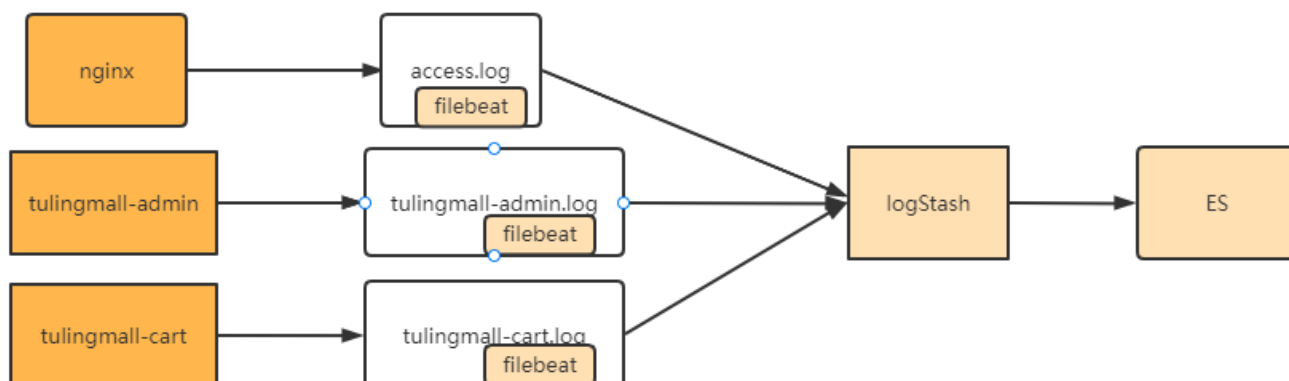 nginx
access.log
filebeat
tulingmall-admin
tulingmall-admin.log
filebeat
logStash
ES
tulingmall-cart
tulingmall-cart.log
filebeat